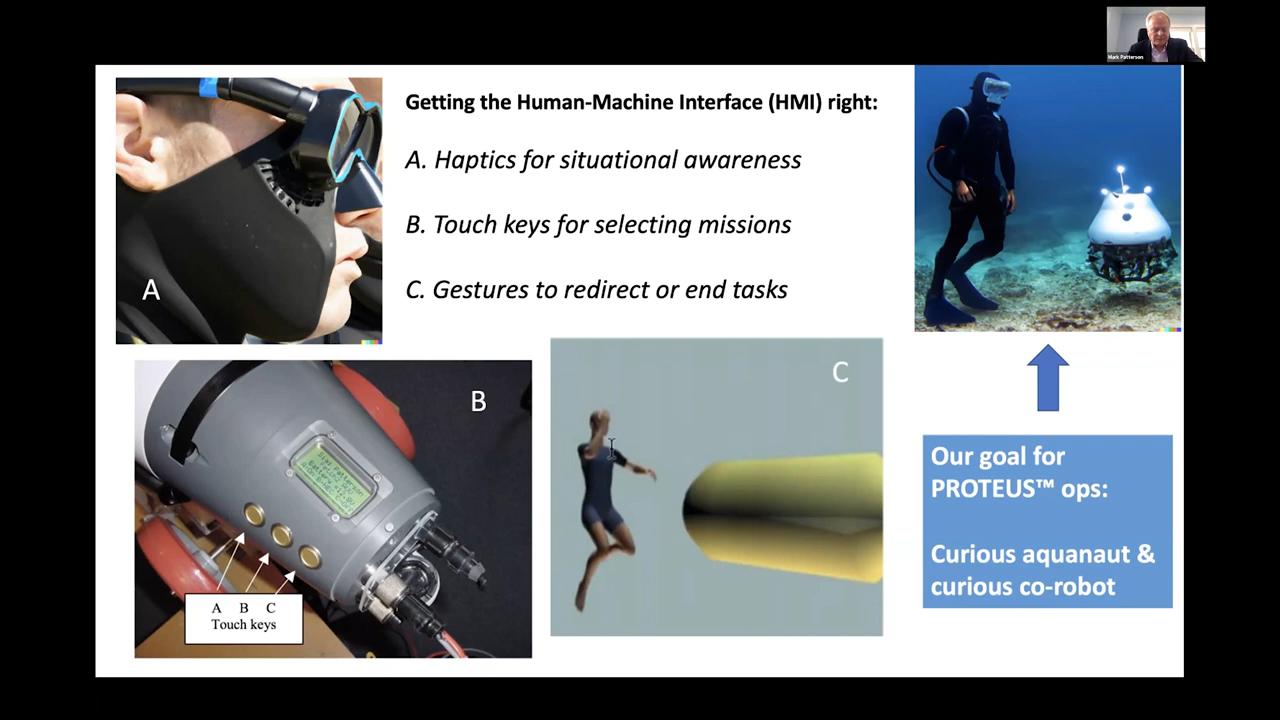 Mark Patterson
Getting the Human-Machine Interface (HMI) right:
A. Haptics for situational awareness
B. Touch keys for selecting missions
C. Gestures to redirect or end tasks
A
B
C
A B C
Touch keys
Our goal for
PROTEUS™ ops:
Curious aquanaut &
curious co-robot